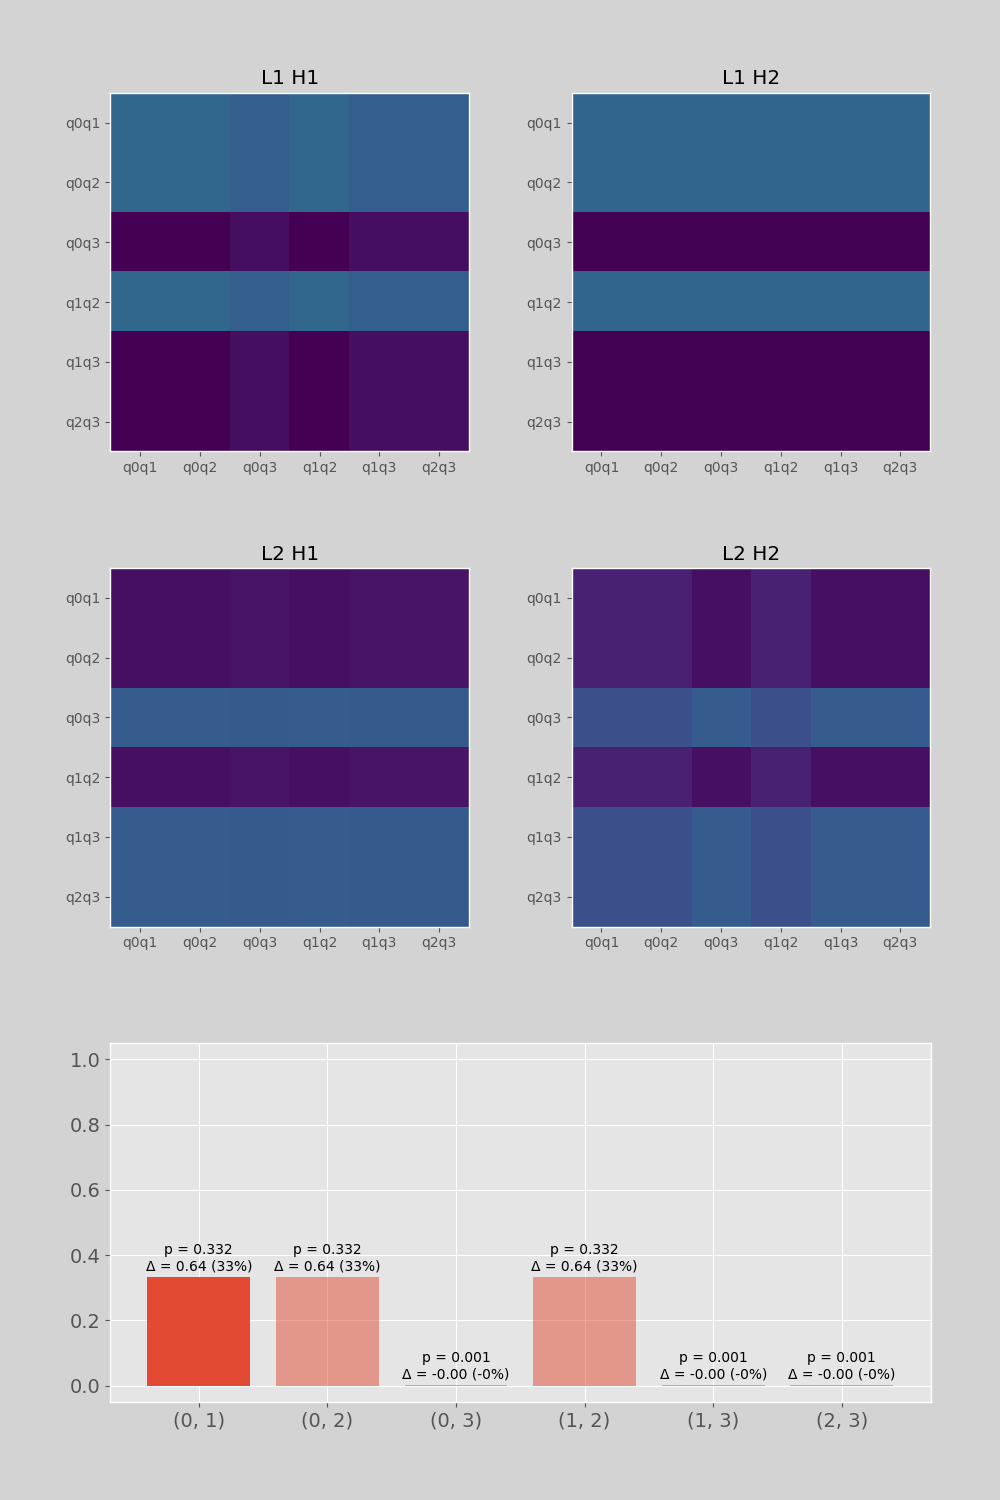 L1 H1
L1 H2
q0q1
q0q2
q0q3
q1q2
q1q3
q2q3
q0q1 q0q2 q0q3 q1q2 q1q3 q2q3
q0q1
q0q2
q0q3
q1q2
q1q3
q2q3
q0q1 q0q2 q0q3 q1q2 q1q3 q2q3
L2 H1
L2 H2
q0q1
q0q2
q0q3
q1q2
q1q3
q2q3
q0q1 q0q2 q0q3 q1q2 q1q3 q2q3
q0q1
q0q2
q0q3
q1q2
q1q3
q2q3
q0q1 q0q2 q0q3 q1q2 q1q3 q2q3
1.0
0.8
0.6
0.4
0.2
0.0
p = 0.332
Δ = 0.64 (33%)
p = 0.332
Δ = 0.64 (33%)
p = 0.001
Δ = -0.00 (-0%)
p = 0.332
Δ = 0.64 (33%)
p = 0.001
Δ = -0.00 (-0%)
p = 0.001
Δ = -0.00 (-0%)
(0, 1) (0, 2) (0, 3) (1, 2) (1, 3) (2, 3)